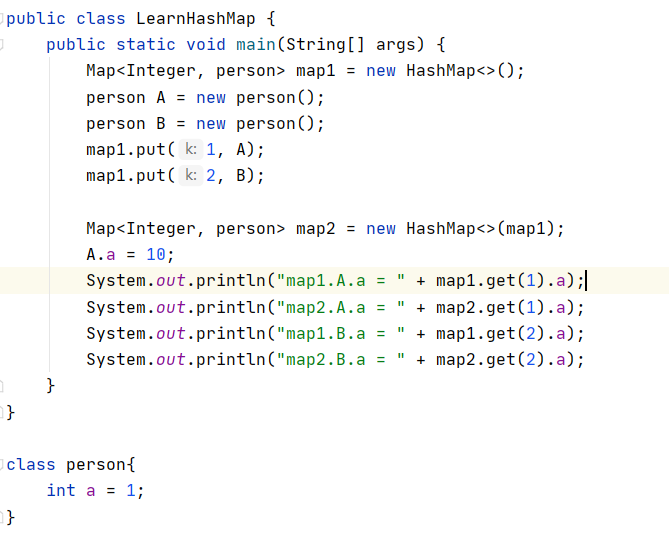 public class LearnHashMap {
    public static void main(String[] args) {
        Map<Integer, person> map1 = new HashMap<>();
        person A = new person();
        person B = new person();
        map1.put( k: 1, A);
        map1.put( k: 2, B);

        Map<Integer, person> map2 = new HashMap<>(map1);
        A.a = 10;
        System.out.println("map1.A.a = " + map1.get(1).a);
        System.out.println("map2.A.a = " + map2.get(1).a);
        System.out.println("map1.B.a = " + map1.get(2).a);
        System.out.println("map2.B.a = " + map2.get(2).a);
    }
}

class person{
    int a = 1;
}